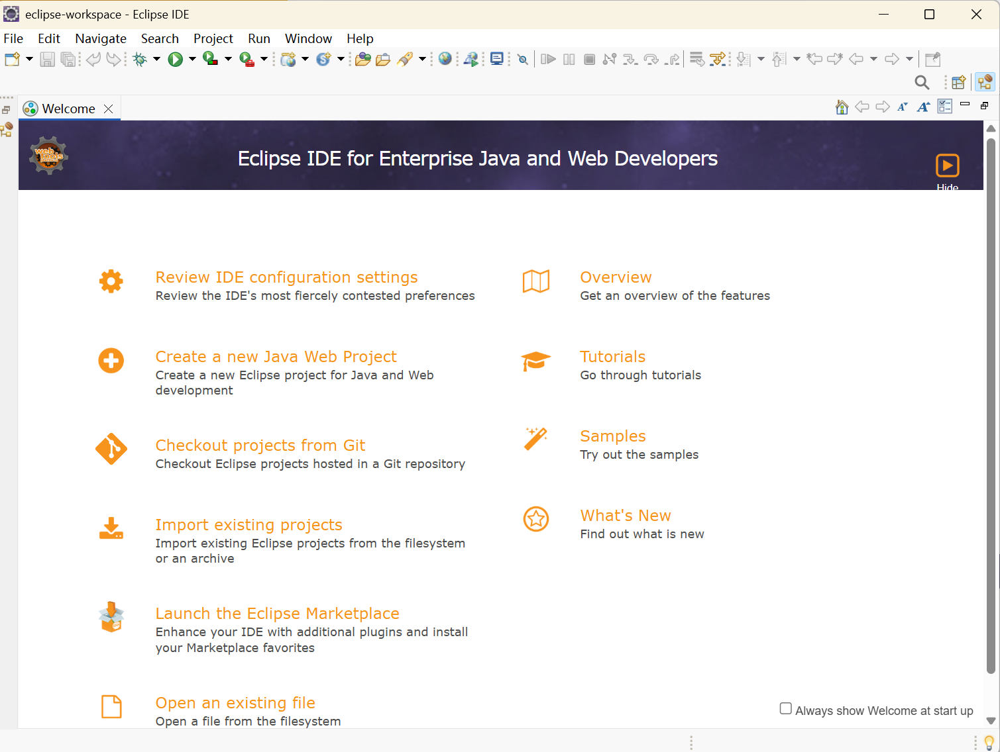 eclipse-workspace - Eclipse IDE
File Edit Navigate Search Project Run Window Help
Welcome
web
tools
Eclipse IDE for Enterprise Java and Web Developers
Hide
Review IDE configuration settings
Review the IDE's most fiercely contested preferences
Create a new Java Web Project
Create a new Eclipse project for Java and Web
development
Checkout projects from Git
Checkout Eclipse projects hosted in a Git repository
Import existing projects
Import existing Eclipse projects from the filesystem
or an archive
Launch the Eclipse Marketplace
Enhance your IDE with additional plugins and install
your Marketplace favorites
Open an existing file
Open a file from the filesystem
Overview
Get an overview of the features
Tutorials
Go through tutorials
Samples
Try out the samples
What's New
Find out what is new
Always show Welcome at start up